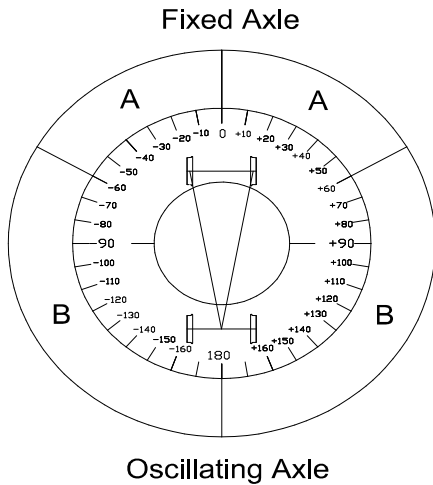 Fixed Axle
A A
-10 0 +10
-20 +20
-30 +30
-40 +40
-50 +50
-60 +60
-70 +70
-80 +80
-90 +90
-100 +100
-110 +110
-120 +120
B B
-130 +130
-140 +140
-150 +150
-160 180 +160
Oscillating Axle